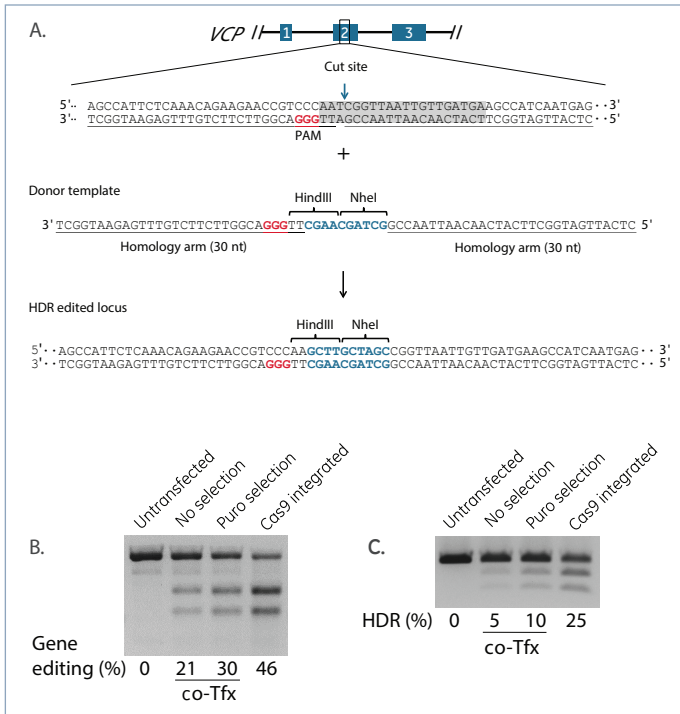 A.
VCP // 1 2 3 //
Cut site
5'·· AGCCATTCTCAAACAGAAGAACCGTCCCAATCGGTTAATTGTTGATGAAGCCATCAATGAG··3'
3'·· TCGGTAAGAGTTTGTCTTCTTGGCAGGGTTAGCCAATTAACAACTACTTCGGTAGTTACTC··5'
PAM
+
Donor template
HindIII NheI
3'TCGGTAAGAGTTTGTCTTCTTGGCAGGGTTCGAACGATCGGCCAATTAACAACTACTTCGGTAGTTACTC 5'
Homology arm (30 nt) Homology arm (30 nt)
HDR edited locus
HindIII NheI
5'··AGCCATTCTCAAACAGAAGAACCGTCCCAAGCTTGCTAGCCGGTTAATTGTTGATGAAGCCATCAATGAG·· 3'
3'··TCGGTAAGAGTTTGTCTTCTTGGCAGGGTTCGAACGATCGGCCAATTAACAACTACTTCGGTAGTTACTC·· 5'
B.
Untransfected
No selection
Puro selection
Cas9 integrated
Gene
editing (%) 0 21 30 46
co-Tfx
C.
Untransfected
No selection
Puro selection
Cas9 integrated
HDR (%) 0 5 10 25
co-Tfx